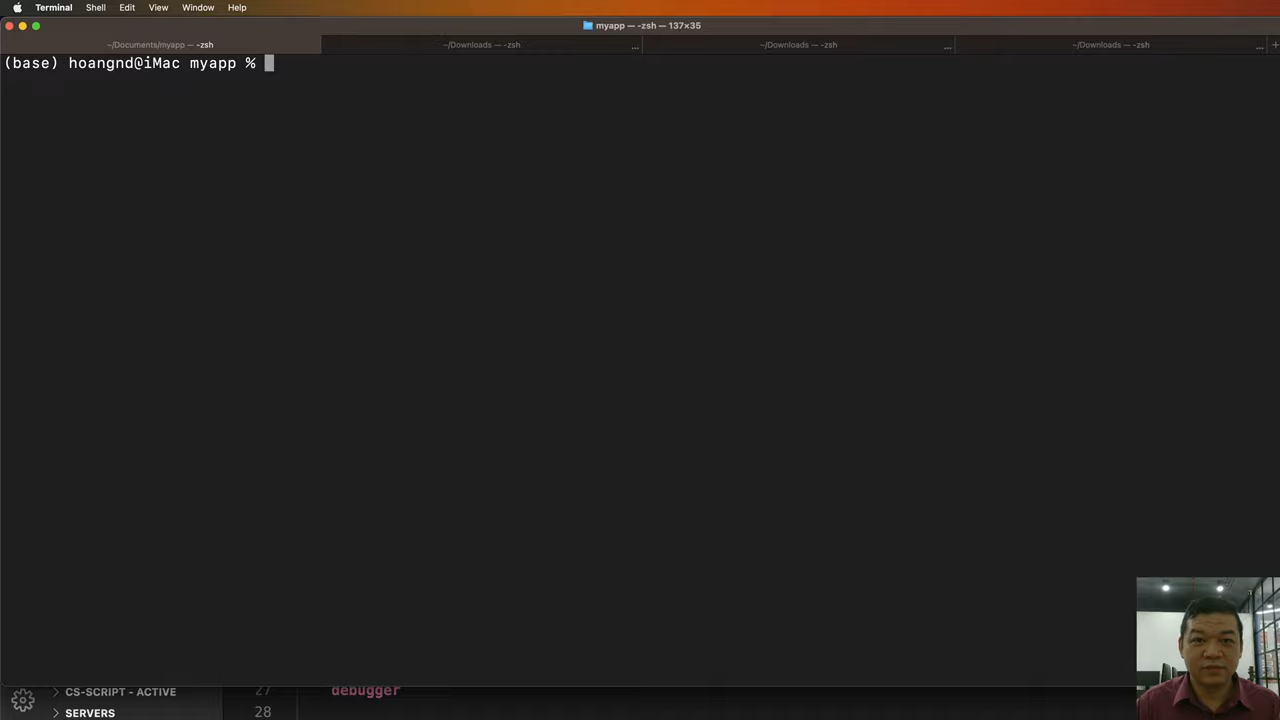 Terminal Shell Edit View Window Help
myapp — -zsh — 137×35
~/Documents/myapp — -zsh ~/Downloads — -zsh ... ~/Downloads — -zsh ... ~/Downloads — -zsh ... +
(base) hoangnd@iMac myapp %
> CS-SCRIPT - ACTIVE 27 debugger
> SERVERS 28